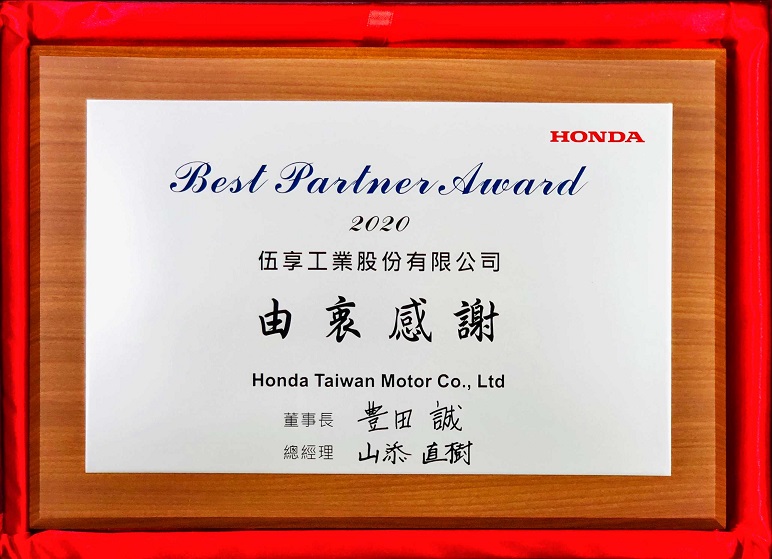 HONDA
Best Partner Award
2020
伍享工業股份有限公司
由衷感謝
Honda Taiwan Motor Co., Ltd
董事長 豊田 誠
總經理 山添 直樹